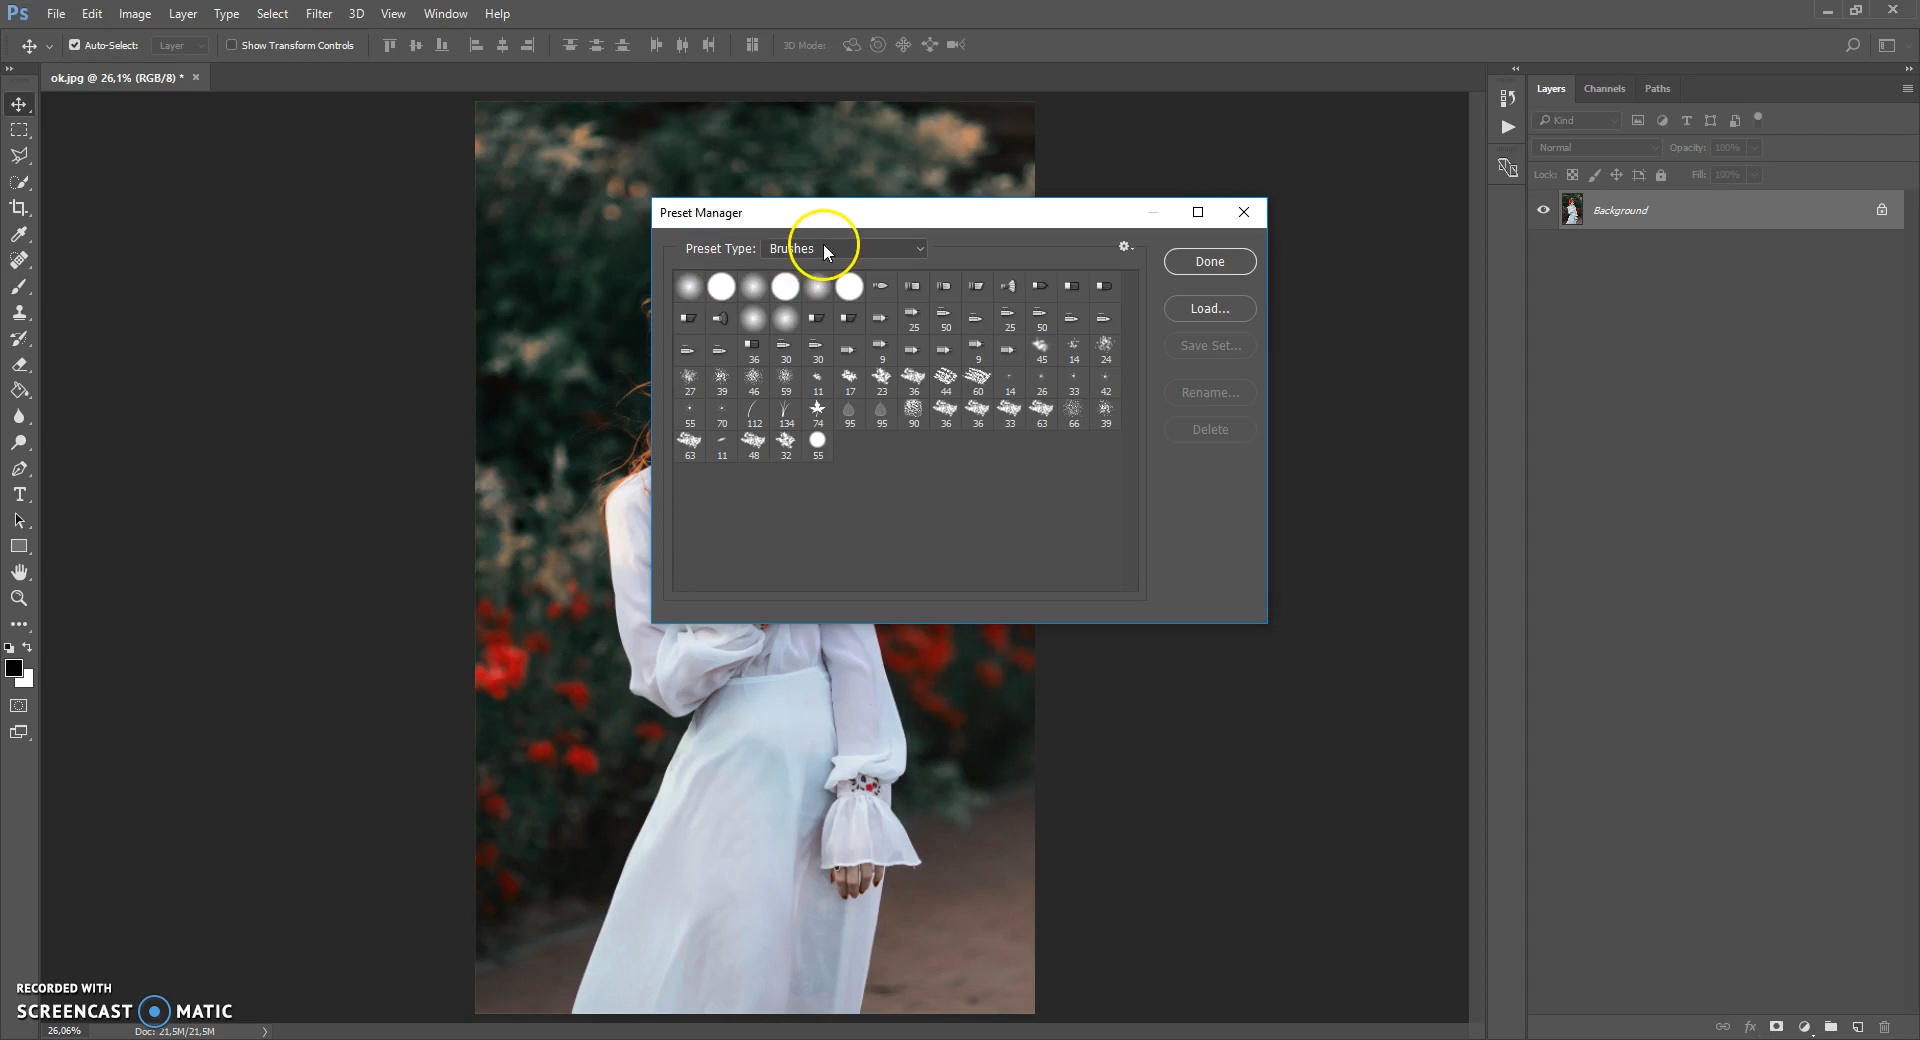 Ps File Edit Image Layer Type Select Filter 3D View Window Help
Auto-Select: Layer Show Transform Controls 3D Mode:
ok.jpg @ 26,1% (RGB/8) * ×
Layers Channels Paths
Kind
Normal Opacity: 100%
Lock: Fill: 100%
Background
Preset Manager
Preset Type: Brushes
Done
Load...
Save Set...
Rename...
Delete
25 50 25 50
36 30 30 9 9 45 14 24
27 39 46 59 11 17 23 36 44 60 14 26 33 42
55 70 112 134 74 95 95 90 36 36 33 63 66 39
63 11 48 32 55
RECORDED WITH
SCREENCAST MATIC
26,06% Doc: 21,5M/21,5M